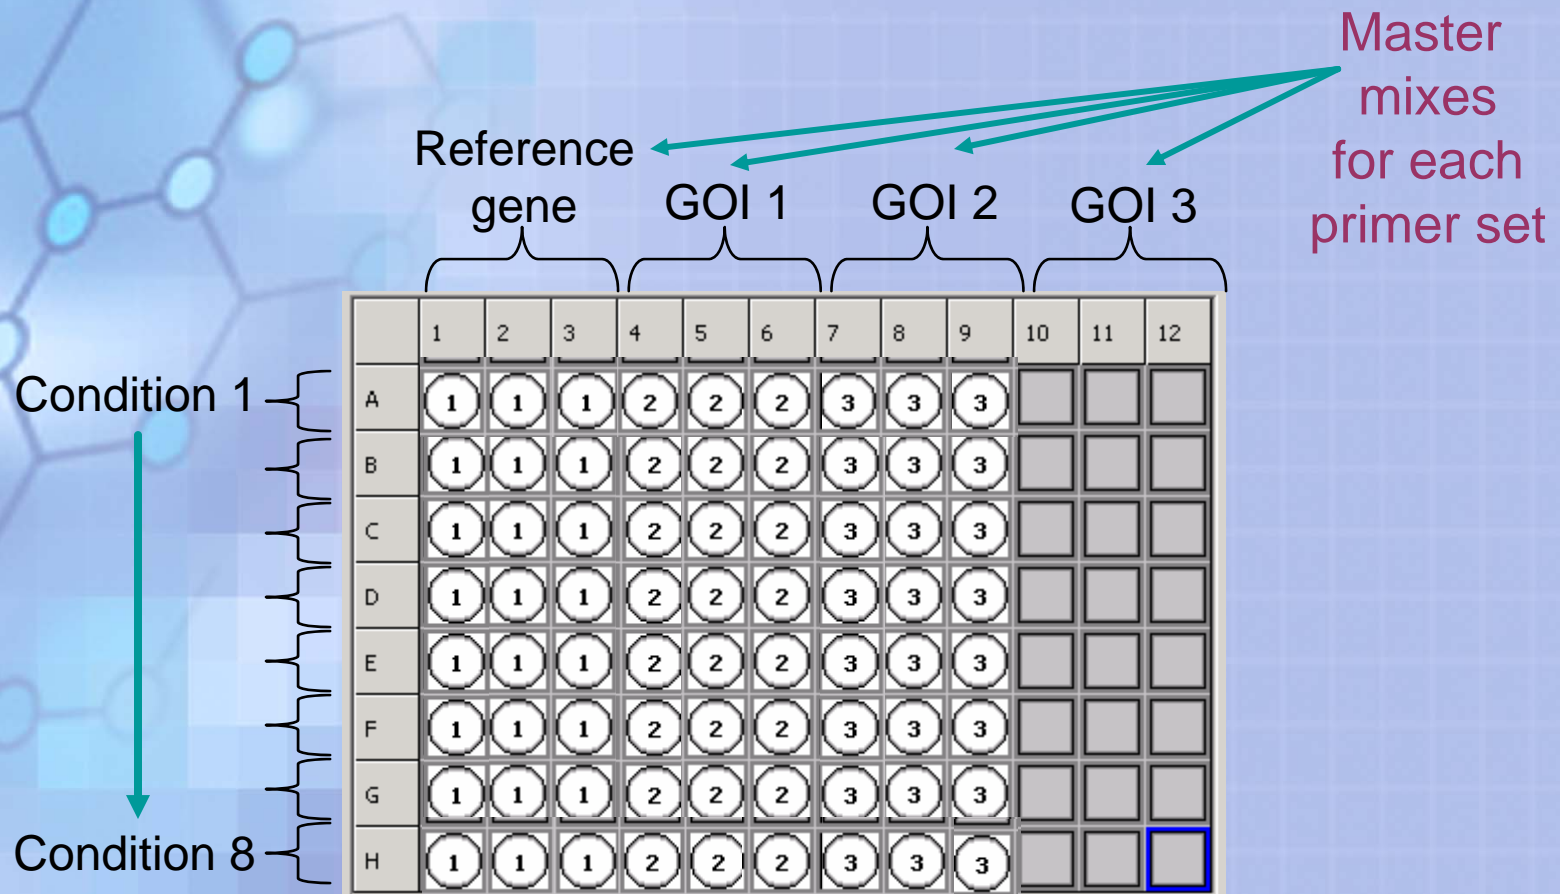 Master
mixes
for each
primer set
Reference
gene
GOI 1
GOI 2
GOI 3
1 2 3 4 5 6 7 8 9 10 11 12
Condition 1
A 1 1 1 2 2 2 3 3 3
B 1 1 1 2 2 2 3 3 3
C 1 1 1 2 2 2 3 3 3
D 1 1 1 2 2 2 3 3 3
E 1 1 1 2 2 2 3 3 3
F 1 1 1 2 2 2 3 3 3
G 1 1 1 2 2 2 3 3 3
Condition 8
H 1 1 1 2 2 2 3 3 3